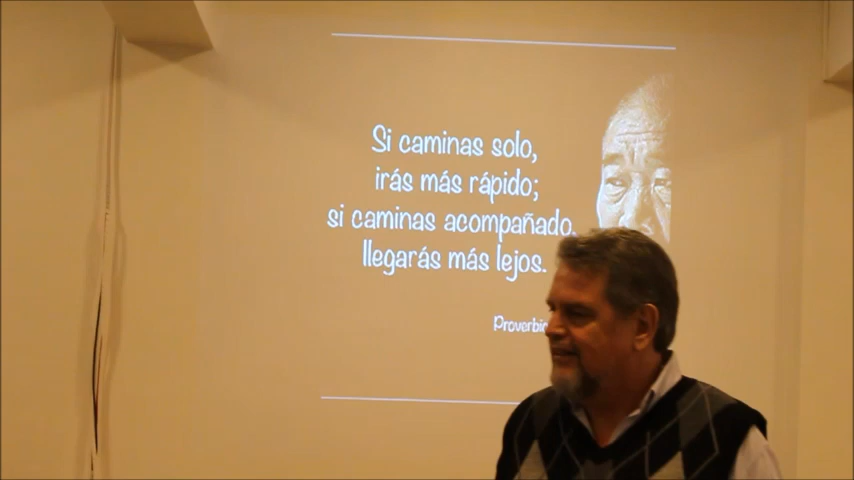 Si caminas solo,
irás más rápido;
si caminas acompañado,
llegarás más lejos.